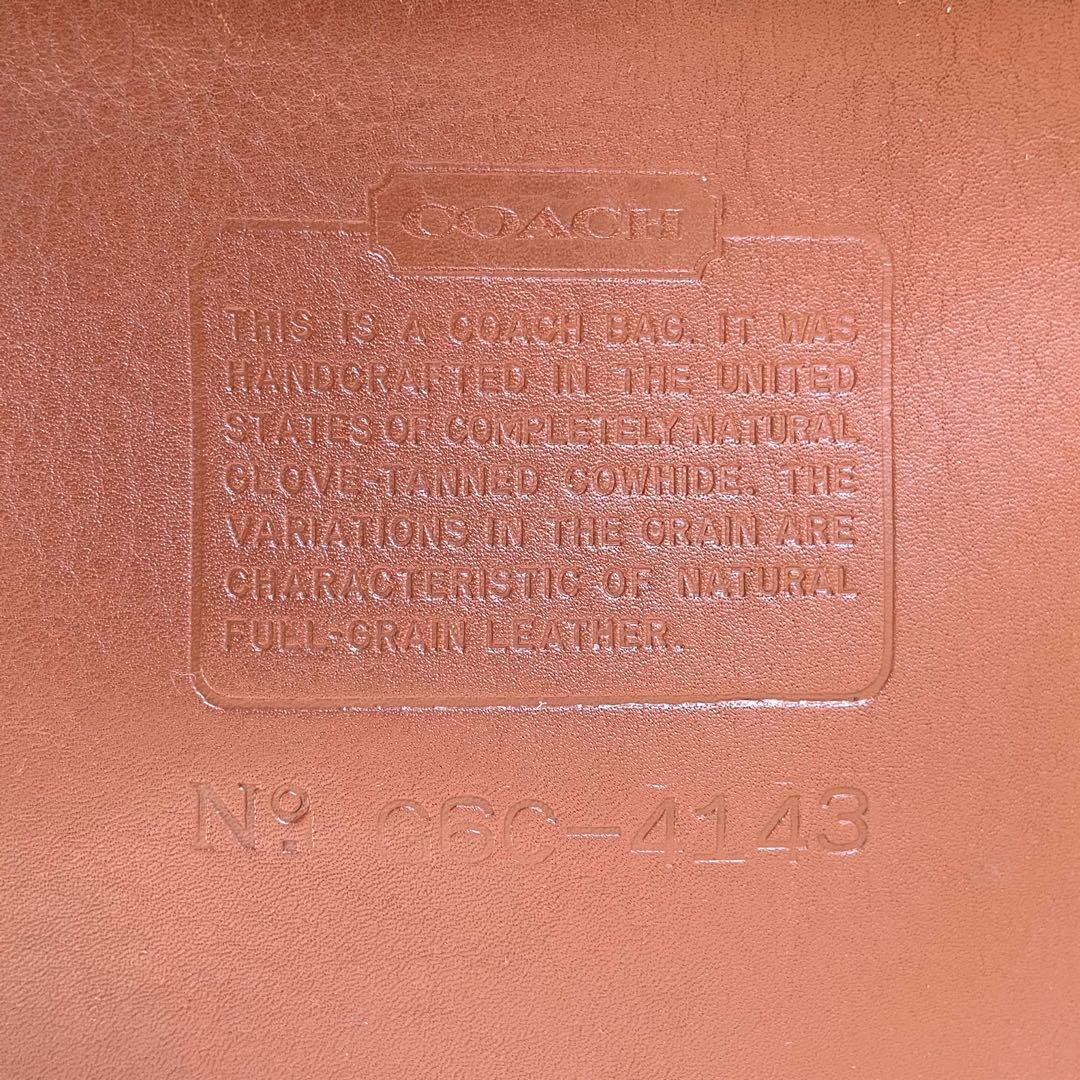 COACH
THIS IS A COACH BAG. IT WAS
HANDCRAFTED IN THE UNITED
STATES OF COMPLETELY NATURAL
GLOVE-TANNED COWHIDE. THE
VARIATIONS IN THE GRAIN ARE
CHARACTERISTIC OF NATURAL
FULL-GRAIN LEATHER.
No. G6C-4143